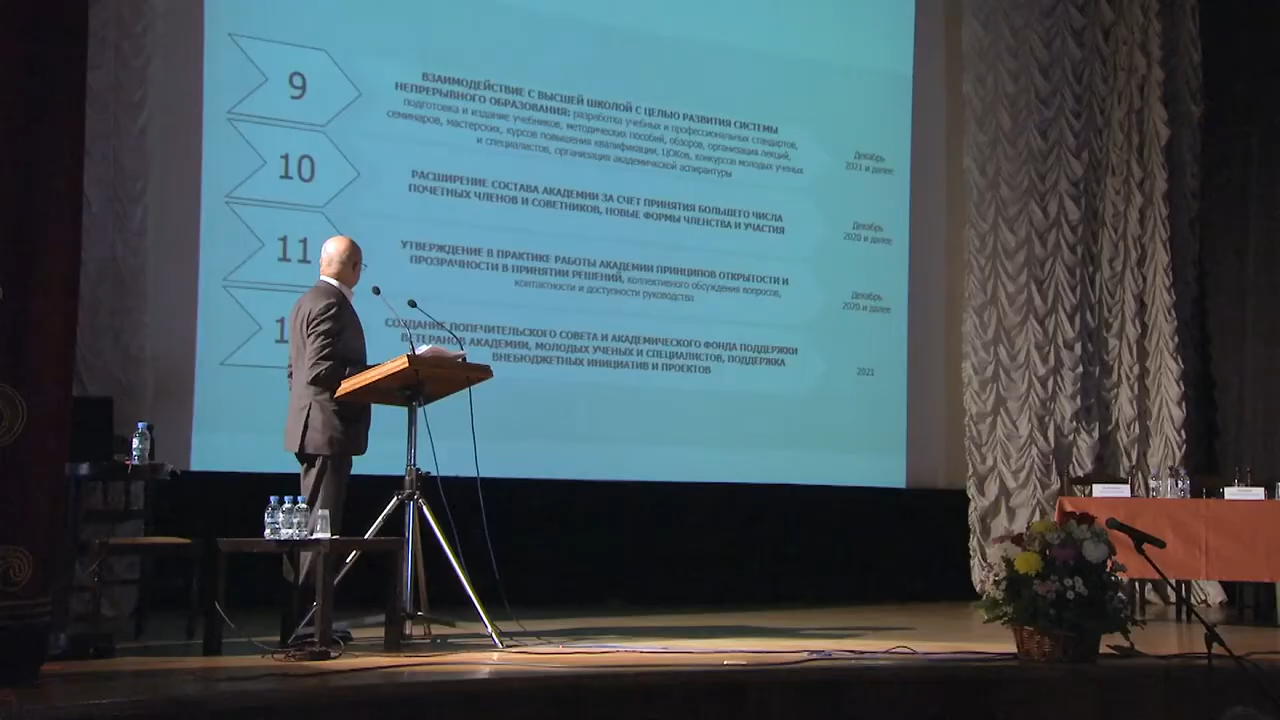 9
ВЗАИМОДЕЙСТВИЕ С ВЫСШЕЙ ШКОЛОЙ С ЦЕЛЬЮ РАЗВИТИЯ СИСТЕМЫ
НЕПРЕРЫВНОГО ОБРАЗОВАНИЯ: разработка учебных и профессиональных стандартов,
подготовка и издание учебников, методических пособий, обзоров, организация лекций,
семинаров, мастерских, курсов повышения квалификации, ЦОКов, конкурсов молодых ученых
и специалистов, организация академической аспирантуры
Декабрь
2021 и далее
10
РАСШИРЕНИЕ СОСТАВА АКАДЕМИИ ЗА СЧЕТ ПРИНЯТИЯ БОЛЬШЕГО ЧИСЛА
ПОЧЕТНЫХ ЧЛЕНОВ И СОВЕТНИКОВ, НОВЫЕ ФОРМЫ ЧЛЕНСТВА И УЧАСТИЯ
Декабрь
2020 и далее
11
УТВЕРЖДЕНИЕ В ПРАКТИКЕ РАБОТЫ АКАДЕМИИ ПРИНЦИПОВ ОТКРЫТОСТИ И
ПРОЗРАЧНОСТИ В ПРИНЯТИИ РЕШЕНИЙ, коллективного обсуждения вопросов,
контактности и доступности руководства
Декабрь
2020 и далее
1
СОЗДАНИЕ ПОПЕЧИТЕЛЬСКОГО СОВЕТА И АКАДЕМИЧЕСКОГО ФОНДА ПОДДЕРЖКИ
ВЕТЕРАНОВ АКАДЕМИИ, МОЛОДЫХ УЧЕНЫХ И СПЕЦИАЛИСТОВ, ПОДДЕРЖКА
ВНЕБЮДЖЕТНЫХ ИНИЦИАТИВ И ПРОЕКТОВ
2021